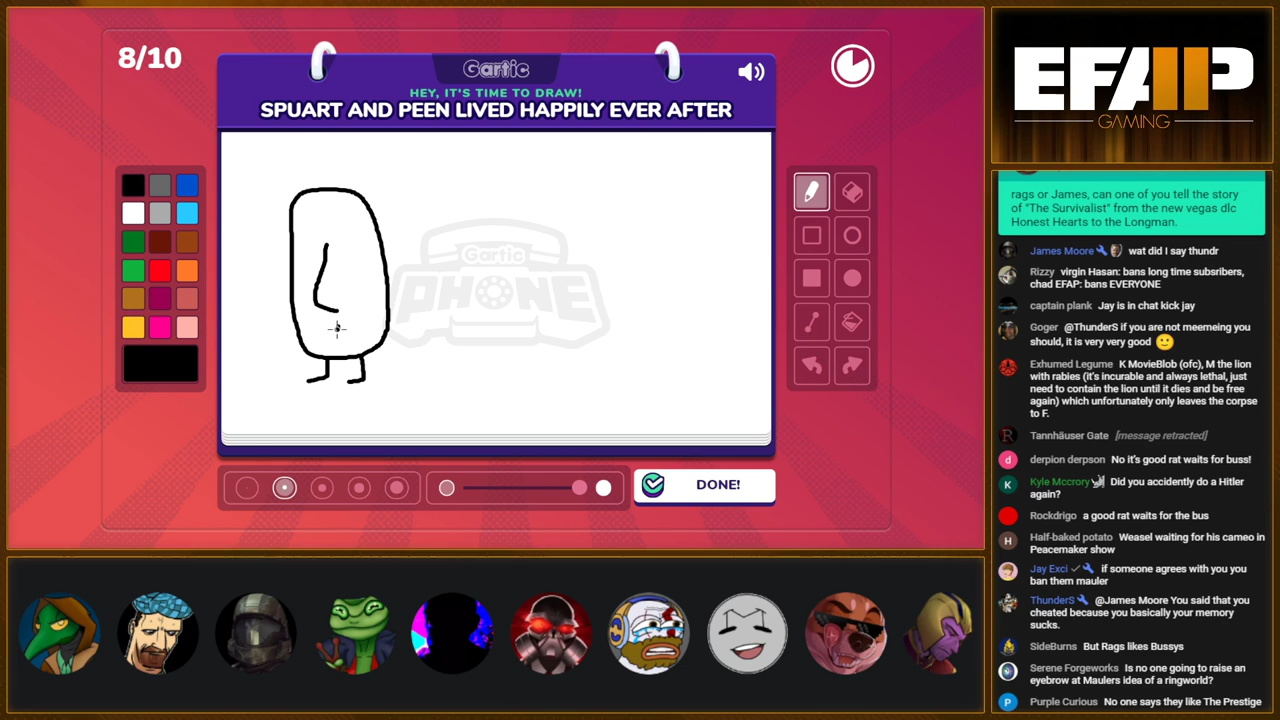 8/10
Gartic
HEY, IT'S TIME TO DRAW!
SPUART AND PEEN LIVED HAPPILY EVER AFTER
Gartic
PHONE
DONE!
EFAP
GAMING
rags or James, can one of you tell the story
of "The Survivalist" from the new vegas dlc
Honest Hearts to the Longman.
James Moore wat did I say thundr
Rizzy virgin Hasan: bans long time subsribers,
chad EFAP: bans EVERYONE
captain plank Jay is in chat kick jay
Goger @ThunderS if you are not meemeing you
should, it is very very good
Exhumed Legume K MovieBlob (ofc), M the lion
with rabies (it's incurable and always lethal, just
need to contain the lion until it dies and be free
again) which unfortunately only leaves the corpse
to F.
Tannhäuser Gate [message retracted]
d derpion derpson No it's good rat waits for buss!
K Kyle Mccrory Did you accidently do a Hitler
again?
Rockdrigo a good rat waits for the bus
H Half-baked potato Weasel waiting for his cameo in
Peacemaker show
Jay Exci if someone agrees with you you
ban them mauler
ThunderS @James Moore You said that you
cheated because you basically your memory
sucks.
SideBurns But Rags likes Bussys
Serene Forgeworks Is no one going to raise an
eyebrow at Maulers idea of a ringworld?
P Purple Curious No one says they like The Prestige